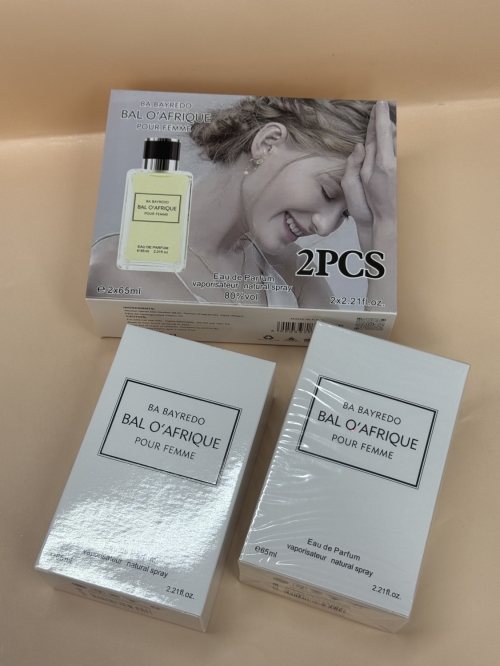 BA BAYREDO
BAL O'AFRIQUE
POUR FEMME
BA BAYREDO
BAL O'AFRIQUE
POUR FEMME
EAU DE PARFUM
2PCS
Eau de Parfum
vaporisateur natural spray
80%vol
℮2x65ml
2x2.21fl.oz.
BA BAYREDO
BAL O'AFRIQUE
POUR FEMME
vaporisateur natural spray
2.21fl.oz.
BA BAYREDO
BAL O'AFRIQUE
POUR FEMME
Eau de Parfum
℮65ml
vaporisateur natural spray
2.21fl.oz.